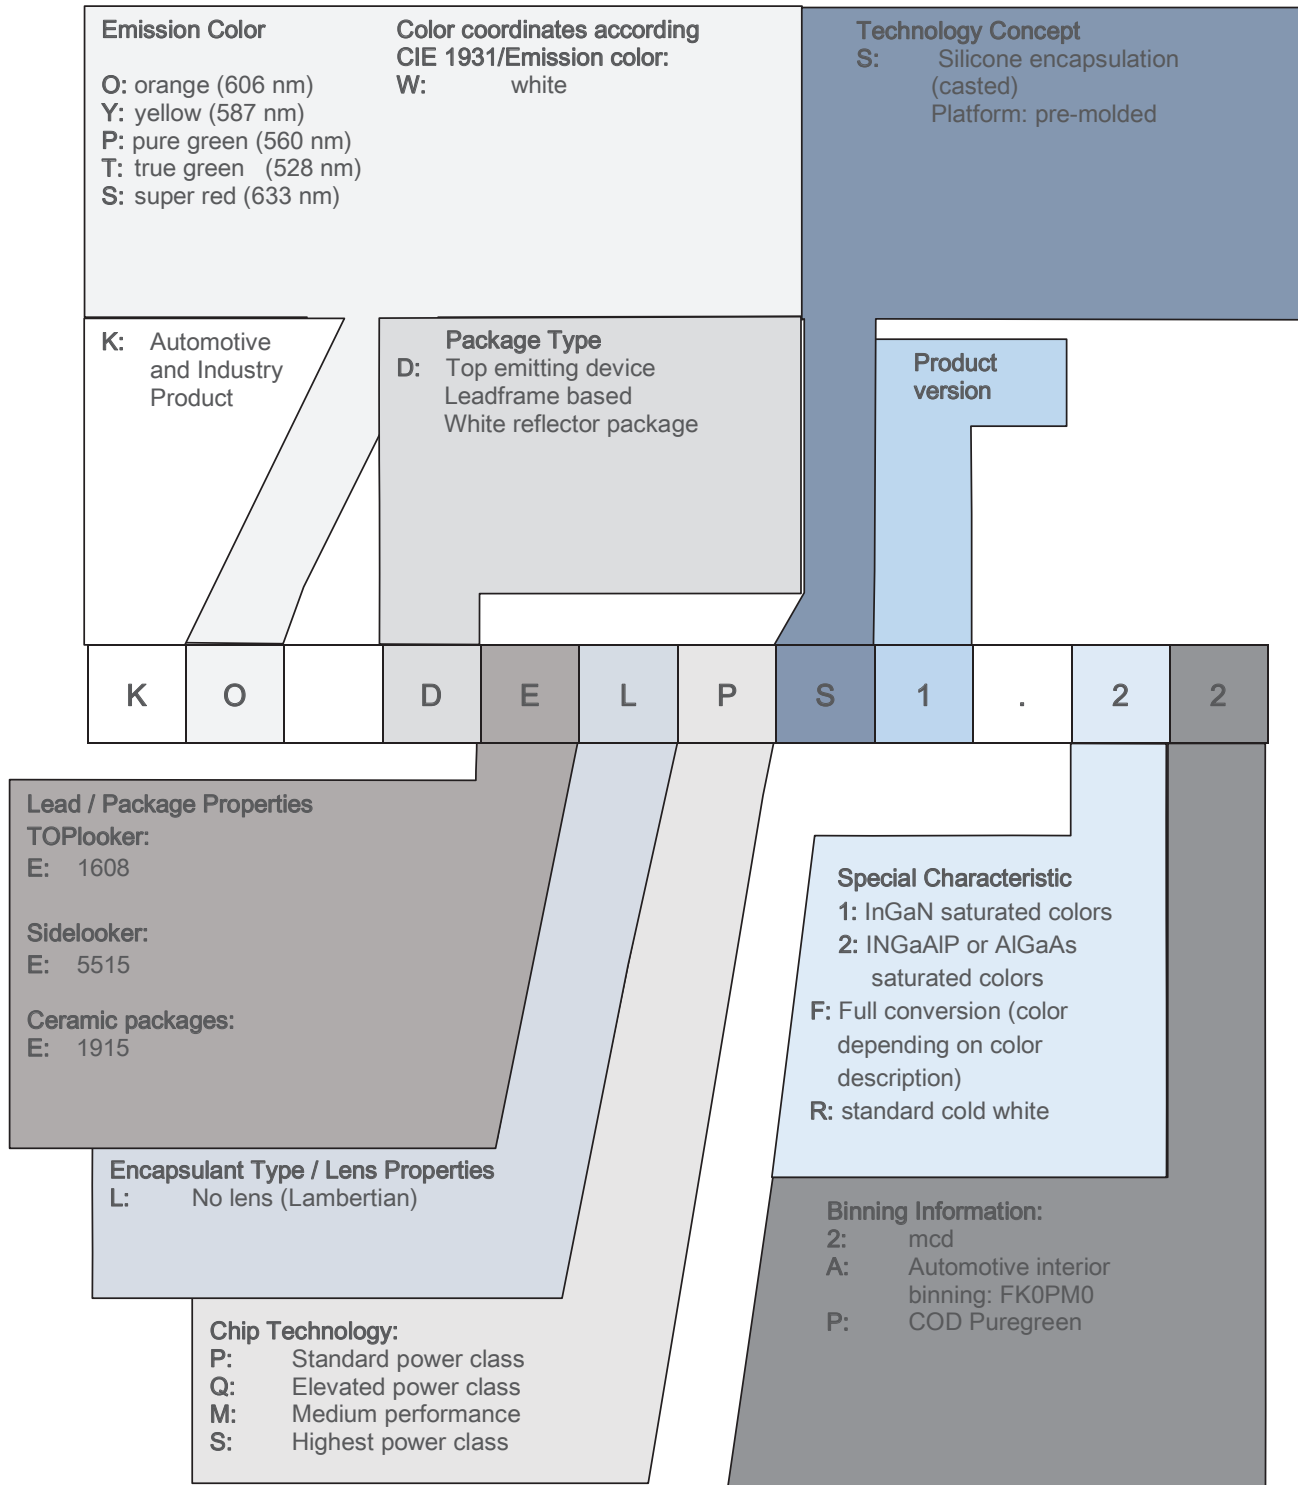 Emission Color
O: orange (606 nm)
Y: yellow (587 nm)
P: pure green (560 nm)
T: true green (528 nm)
S: super red (633 nm)
Color coordinates according
CIE 1931/Emission color:
W: white
Technology Concept
S: Silicone encapsulation
(casted)
Platform: pre-molded
K: Automotive
and Industry
Product
Package Type
D: Top emitting device
Leadframe based
White reflector package
Product
version
K O D E L P S 1 . 2 2
Lead / Package Properties
TOPlooker:
E: 1608
Sidelooker:
E: 5515
Ceramic packages:
E: 1915
Encapsulant Type / Lens Properties
L: No lens (Lambertian)
Chip Technology:
P: Standard power class
Q: Elevated power class
M: Medium performance
S: Highest power class
Special Characteristic
1: InGaN saturated colors
2: INGaAlP or AlGaAs
saturated colors
F: Full conversion (color
depending on color
description)
R: standard cold white
Binning Information:
2: mcd
A: Automotive interior
binning: FK0PM0
P: COD Puregreen